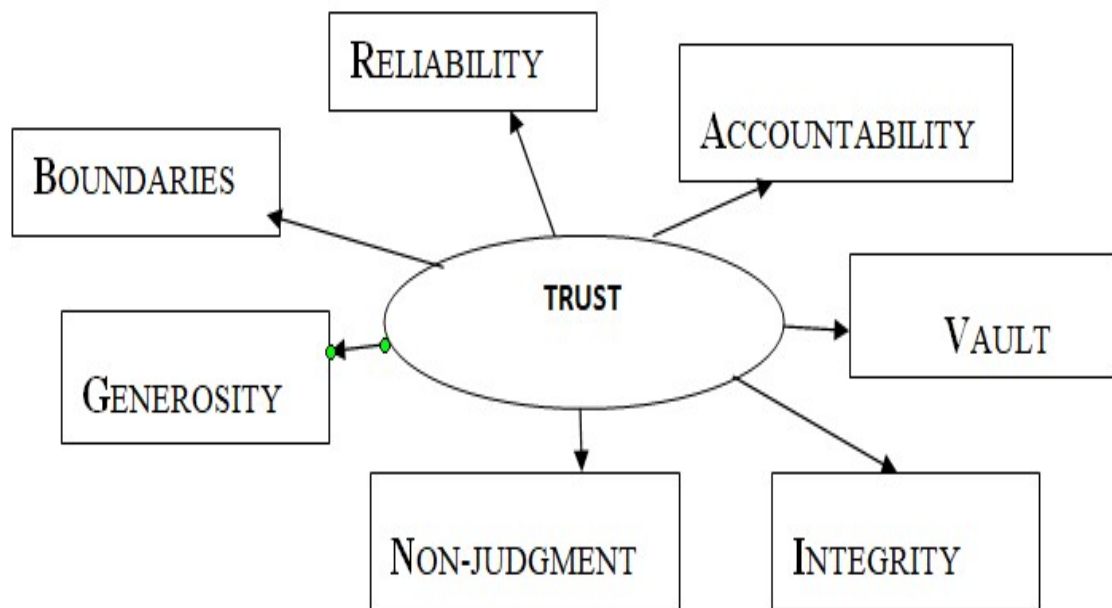 RELIABILITY
ACCOUNTABILITY
BOUNDARIES
TRUST
VAULT
GENEROSITY
NON-JUDGMENT
INTEGRITY